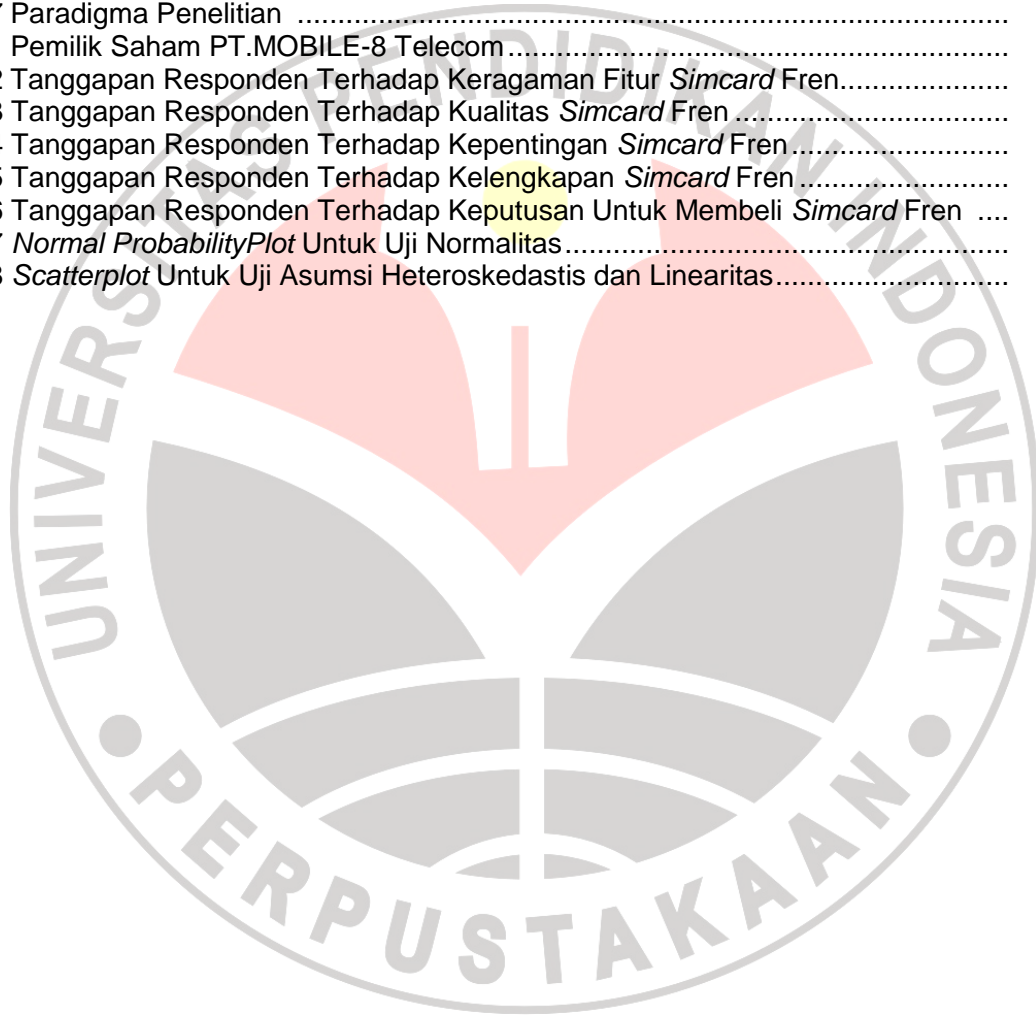 7 Paradigma Penelitian .......................................................................................
Pemilik Saham PT.MOBILE-8 Telecom..............................................................
2 Tanggapan Responden Terhadap Keragaman Fitur Simcard Fren.....................
3 Tanggapan Responden Terhadap Kualitas Simcard Fren ..................................
4 Tanggapan Responden Terhadap Kepentingan Simcard Fren...........................
5 Tanggapan Responden Terhadap Kelengkapan Simcard Fren ..........................
6 Tanggapan Responden Terhadap Keputusan Untuk Membeli Simcard Fren ....
7 Normal ProbabilityPlot Untuk Uji Normalitas.......................................................
8 Scatterplot Untuk Uji Asumsi Heteroskedastis dan Linearitas.............................
UNIVERSITAS PENDIDIKAN INDONESIA
PERPUSTAKAAN